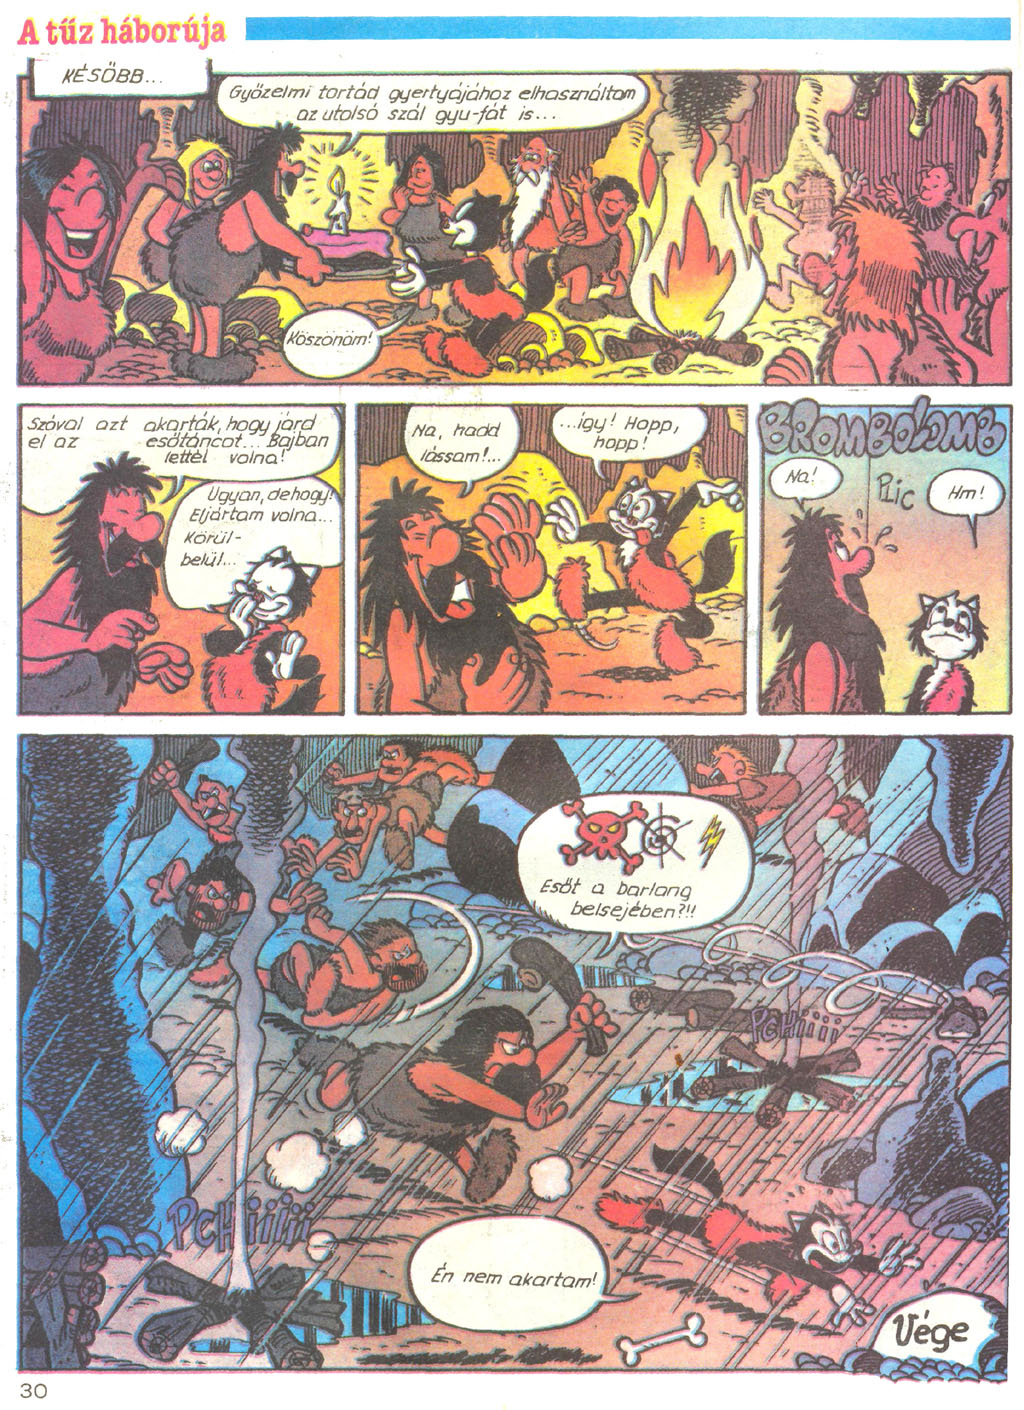 A tűz háborúja
KÉSŐBB...
Győzelmi tortád gyertyájához elhasználtam
az utolsó szál gyu-fát is...
Köszönöm!
Szóval azt akarták, hogy járd
el az esőtáncot... Bajban
lettél volna!
Ugyan, dehogy!
Eljártam volna...
Körül-
belül...
Na, hadd
lássam!...
...így! Hopp,
hopp!
BROMBOLOMB
Na!
PLIC
Hm!
Esőt a barlang
belsejében?!!
PCHiiiii
PCHiiiiii
Én nem akartam!
Vége
30